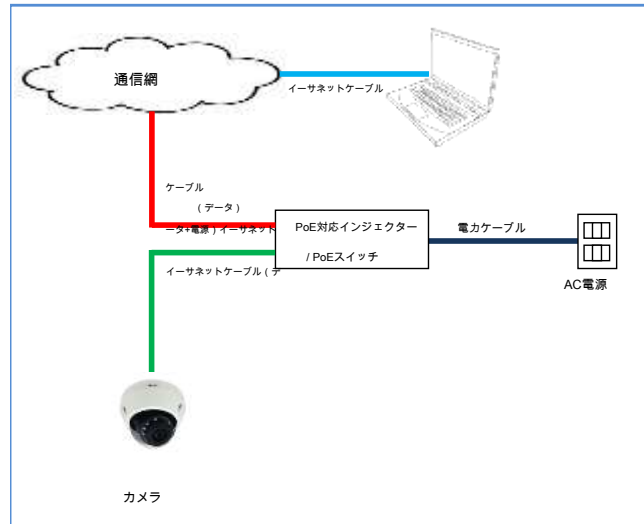 通信網
イーサネットケーブル
ケーブル
（データ）
ータ+電源）イーサネット
PoE対応インジェクター
/ PoEスイッチ
電力ケーブル
イーサネットケーブル（デ
AC電源
カメラ